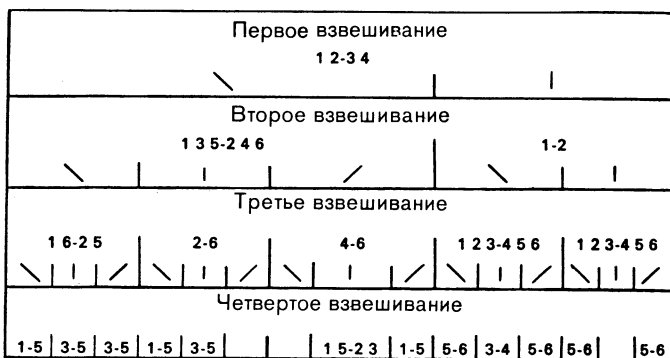 Первое взвешивание
1 2-3 4
Второе взвешивание
1 3 5-2 4 6 1-2
Третье взвешивание
1 6-2 5 2-6 4-6 1 2 3-4 5 6 1 2 3-4 5 6
Четвертое взвешивание
1-5 3-5 3-5 1-5 3-5 1 5-2 3 1-5 5-6 3-4 5-6 5-6 5-6